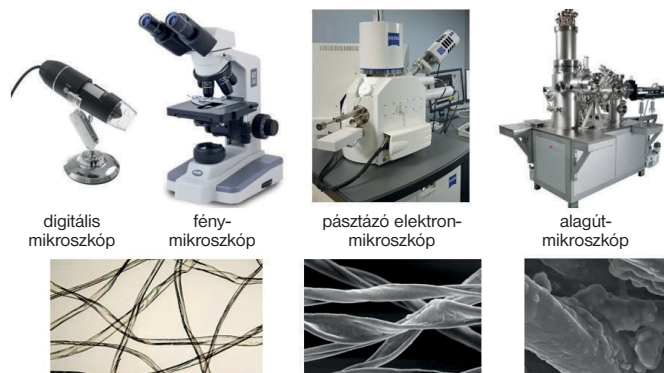 digitális
mikroszkóp
fény-
mikroszkóp
pásztázó elektron-
mikroszkóp
alagút-
mikroszkóp